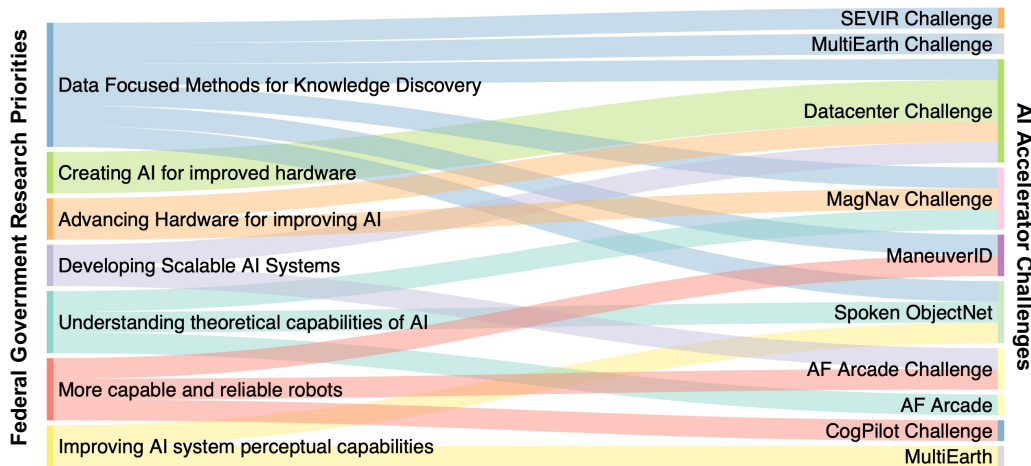 Federal Government Research Priorities
Data Focused Methods for Knowledge Discovery
Creating AI for improved hardware
Advancing Hardware for improving AI
Developing Scalable AI Systems
Understanding theoretical capabilities of AI
More capable and reliable robots
Improving AI system perceptual capabilities
SEVIR Challenge
MultiEarth Challenge
Datacenter Challenge
MagNav Challenge
ManeuverID
Spoken ObjectNet
AF Arcade Challenge
AF Arcade
CogPilot Challenge
MultiEarth
AI Accelerator Challenges